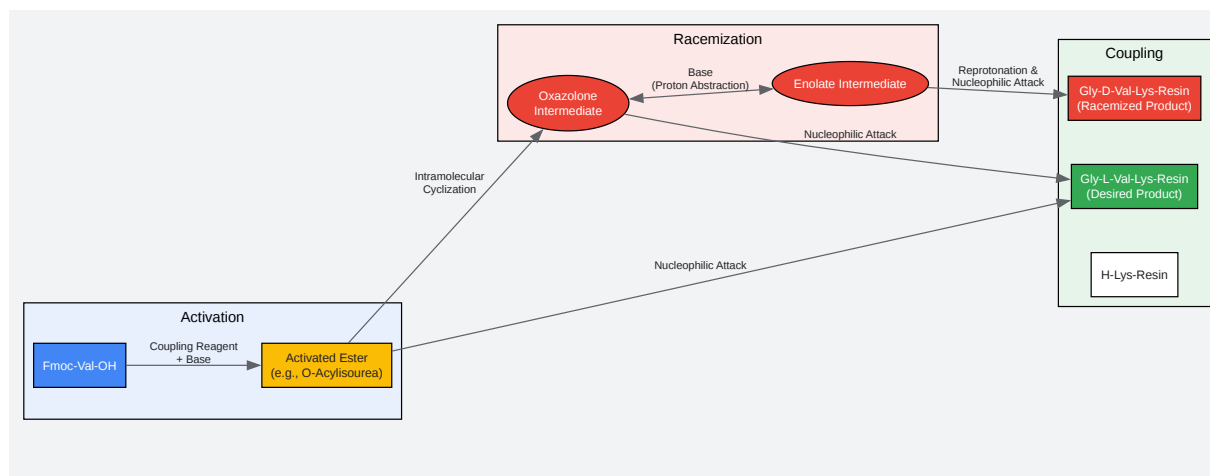 Racemization
Oxazolone
Intermediate
Base
(Proton Abstraction)
Enolate Intermediate
Reprotonation &
Nucleophilic Attack
Coupling
Gly-D-Val-Lys-Resin
(Racemized Product)
Nucleophilic Attack
Gly-L-Val-Lys-Resin
(Desired Product)
Intramolecular
Cyclization
Nucleophilic Attack
H-Lys-Resin
Activation
Fmoc-Val-OH
Coupling Reagent
+ Base
Activated Ester
(e.g., O-Acylisourea)